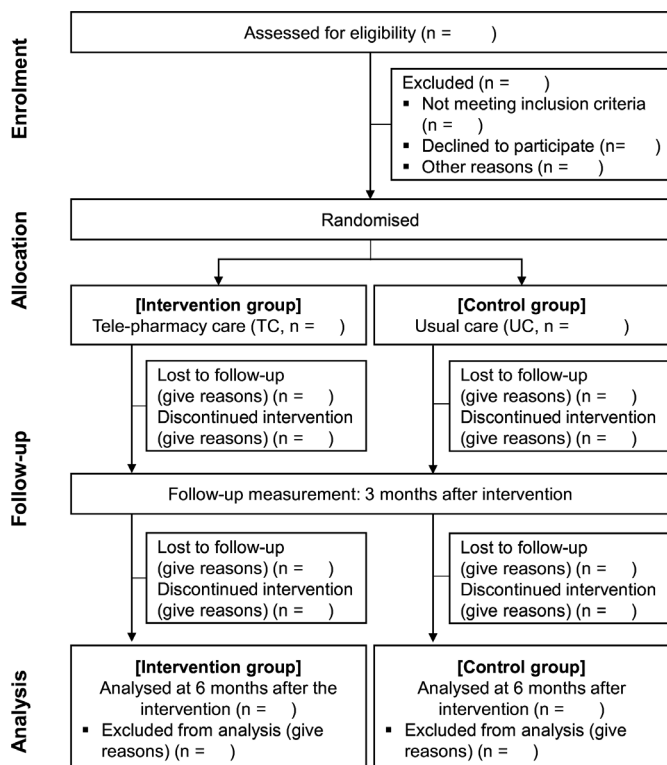 Enrolment
Assessed for eligibility (n = )
Excluded (n = )
▪ Not meeting inclusion criteria
(n = )
▪ Declined to participate (n= )
▪ Other reasons (n = )
Allocation
Randomised
[Intervention group]
Tele-pharmacy care (TC, n = )
[Control group]
Usual care (UC, n = )
Follow-up
Lost to follow-up
(give reasons) (n = )
Discontinued intervention
(give reasons) (n = )
Lost to follow-up
(give reasons) (n = )
Discontinued intervention
(give reasons) (n = )
Follow-up measurement: 3 months after intervention
Lost to follow-up
(give reasons) (n = )
Discontinued intervention
(give reasons) (n = )
Lost to follow-up
(give reasons) (n = )
Discontinued intervention
(give reasons) (n = )
Analysis
[Intervention group]
Analysed at 6 months after the
intervention (n = )
▪ Excluded from analysis (give
reasons) (n = )
[Control group]
Analysed at 6 months after
intervention (n = )
▪ Excluded from analysis (give
reasons) (n = )